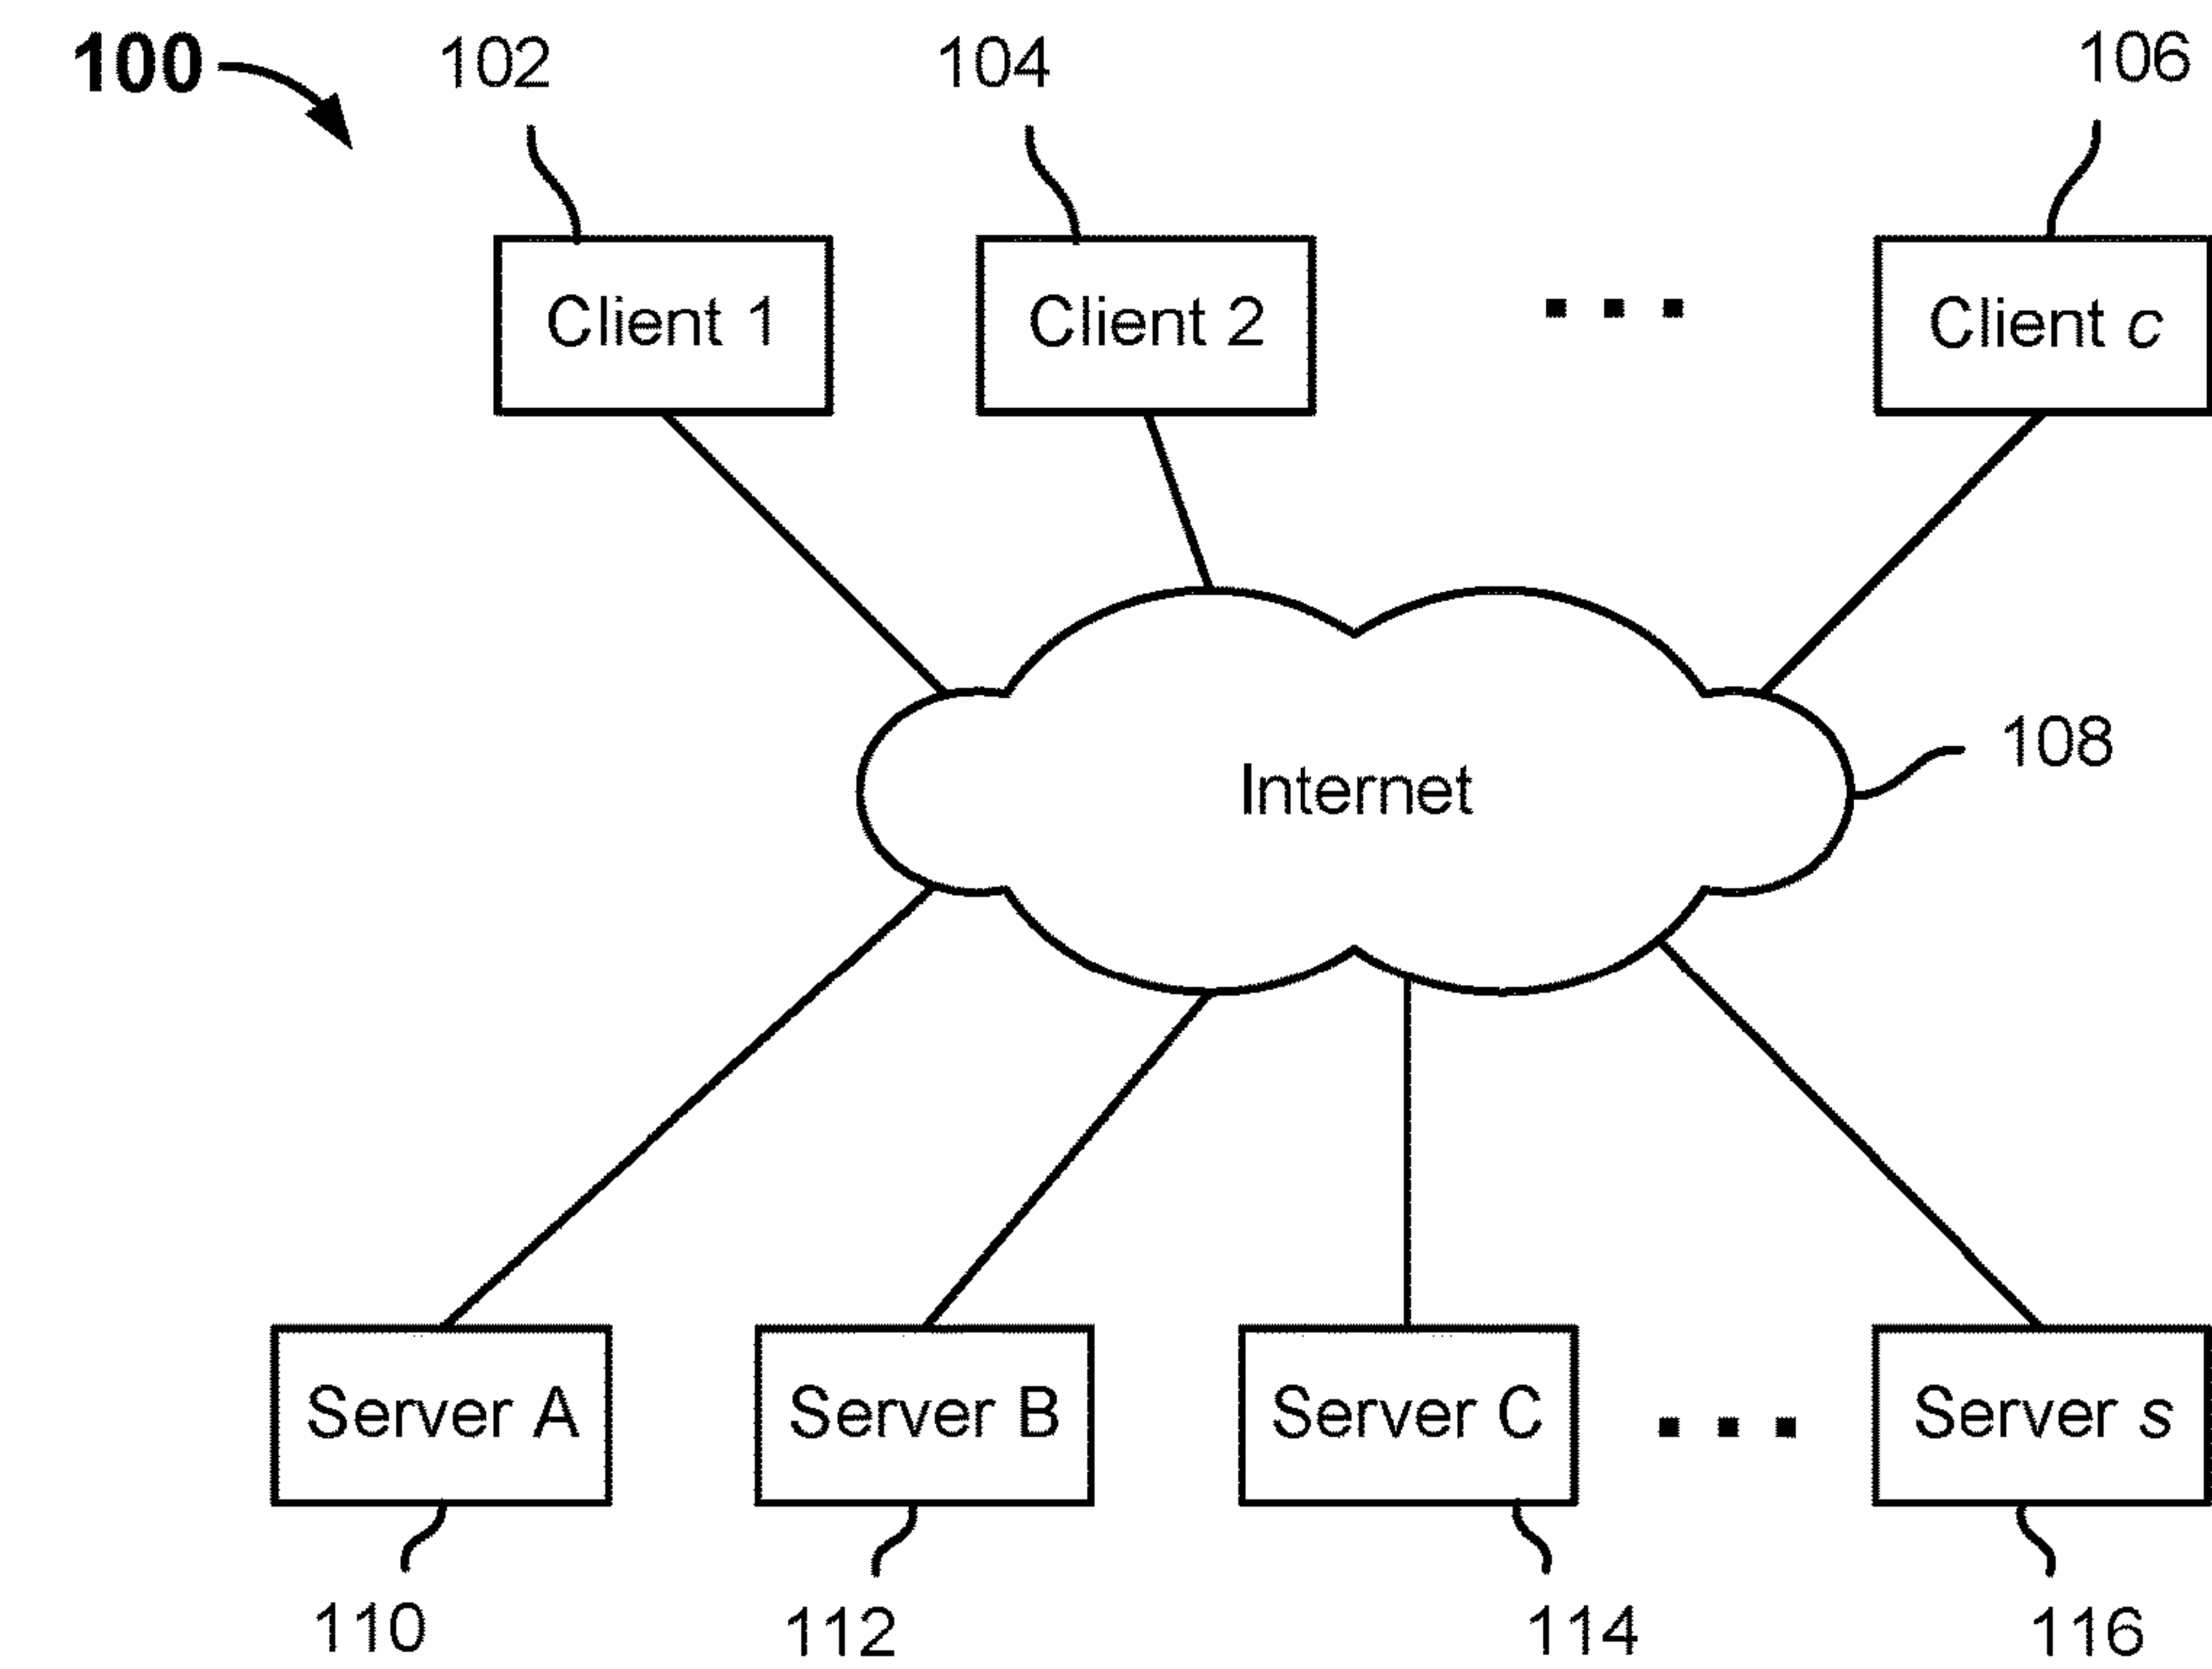 100 102 104 106
Client 1 Client 2 ... Client c
108
Internet
Server A Server B Server C ... Server s
110 112 114 116